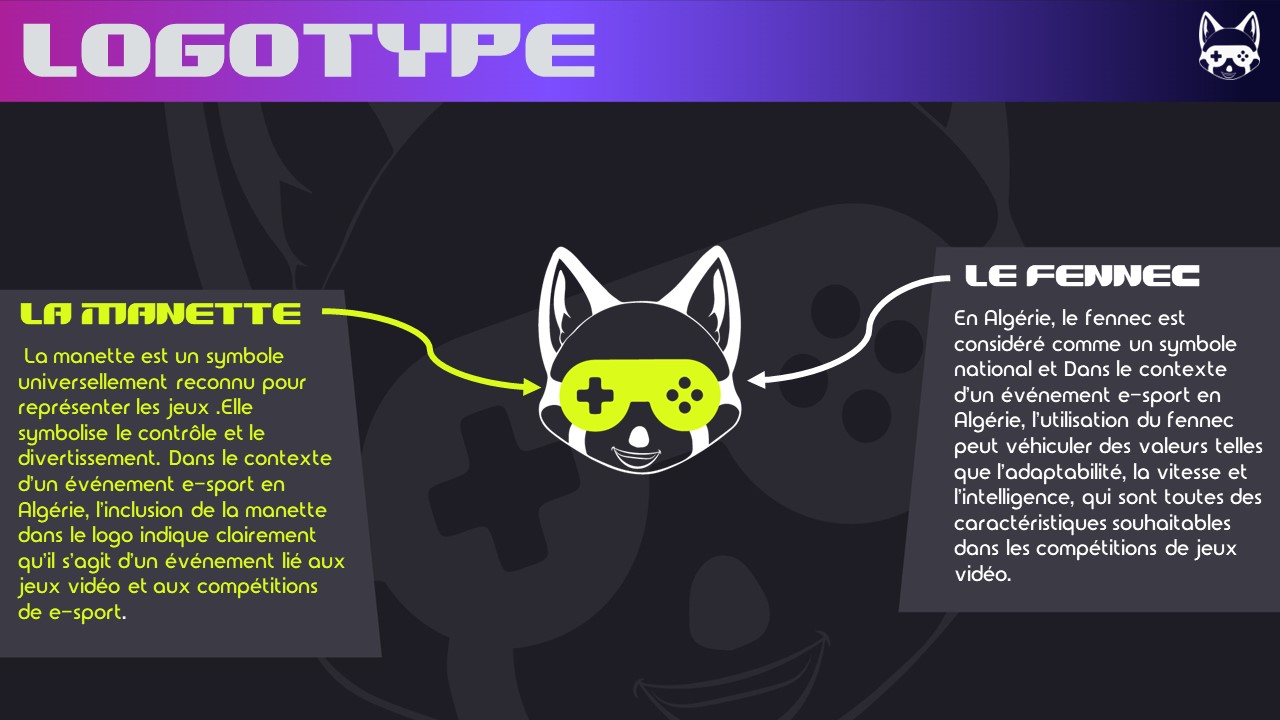 LOGOTYPE
LA MANETTE
La manette est un symbole
universellement reconnu pour
représenter les jeux .Elle
symbolise le contrôle et le
divertissement. Dans le contexte
d'un événement e-sport en
Algérie, l'inclusion de la manette
dans le logo indique clairement
qu'il s'agit d'un événement lié aux
jeux vidéo et aux compétitions
de e-sport.
LE FENNEC
En Algérie, le fennec est
considéré comme un symbole
national et Dans le contexte
d'un événement e-sport en
Algérie, l'utilisation du fennec
peut véhiculer des valeurs telles
que l'adaptabilité, la vitesse et
l'intelligence, qui sont toutes des
caractéristiques souhaitables
dans les compétitions de jeux
vidéo.